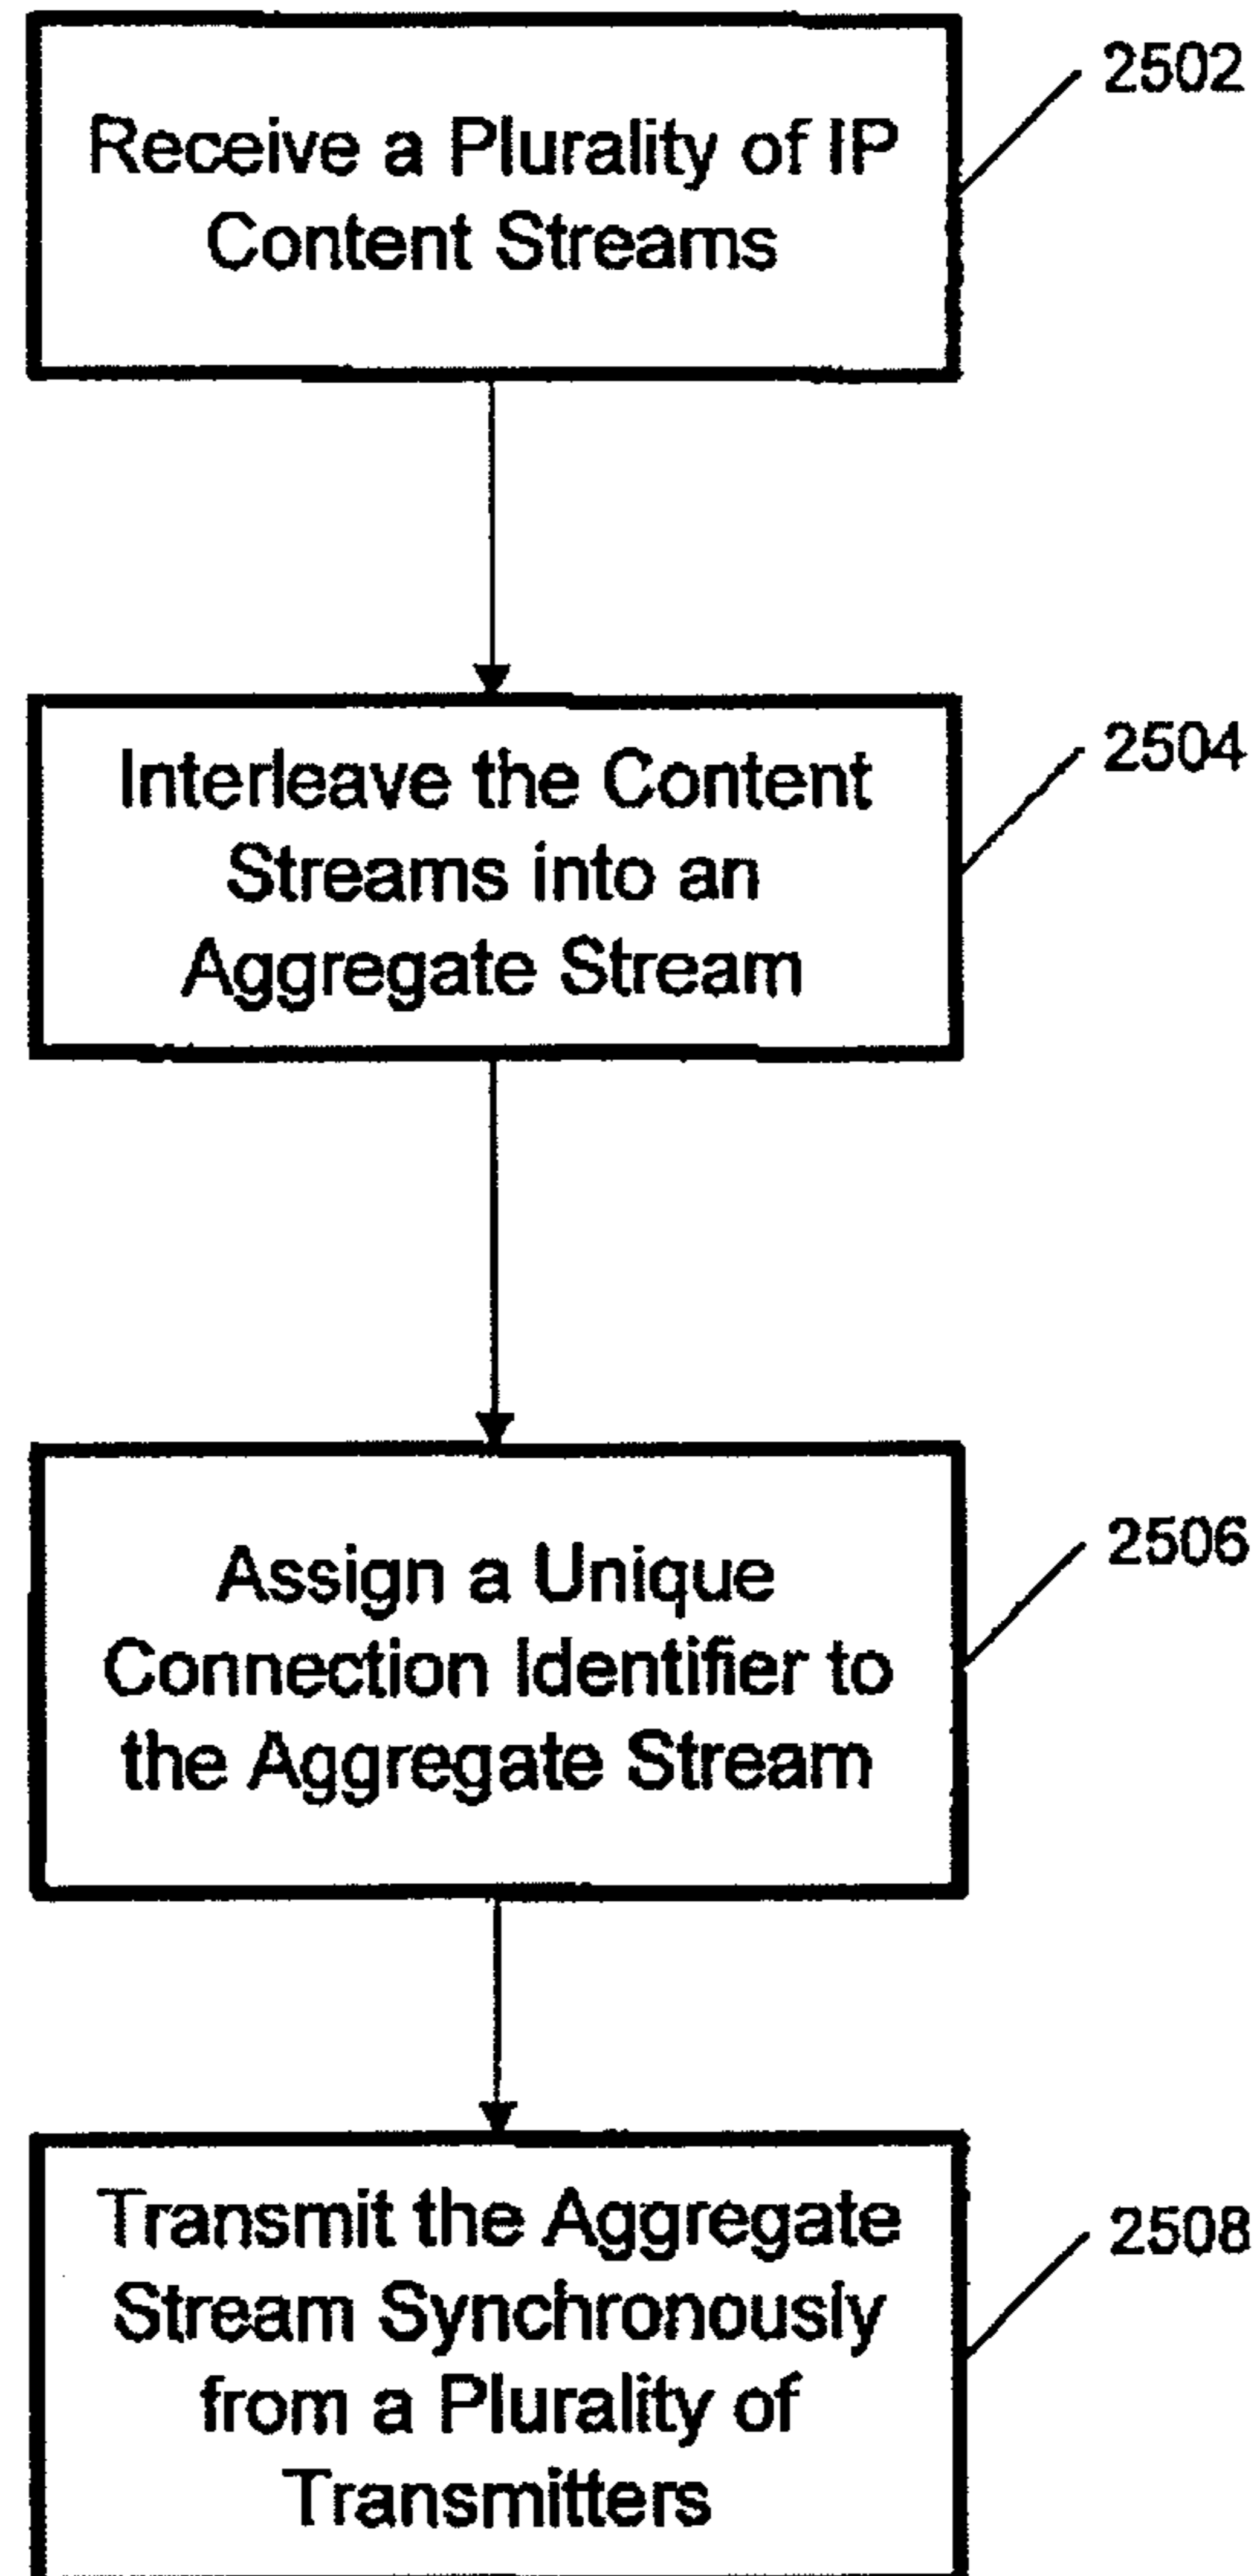 Receive a Plurality of IP
Content Streams
2502
Interleave the Content
Streams into an
Aggregate Stream
2504
Assign a Unique
Connection Identifier to
the Aggregate Stream
2506
Transmit the Aggregate
Stream Synchronously
from a Plurality of
Transmitters
2508